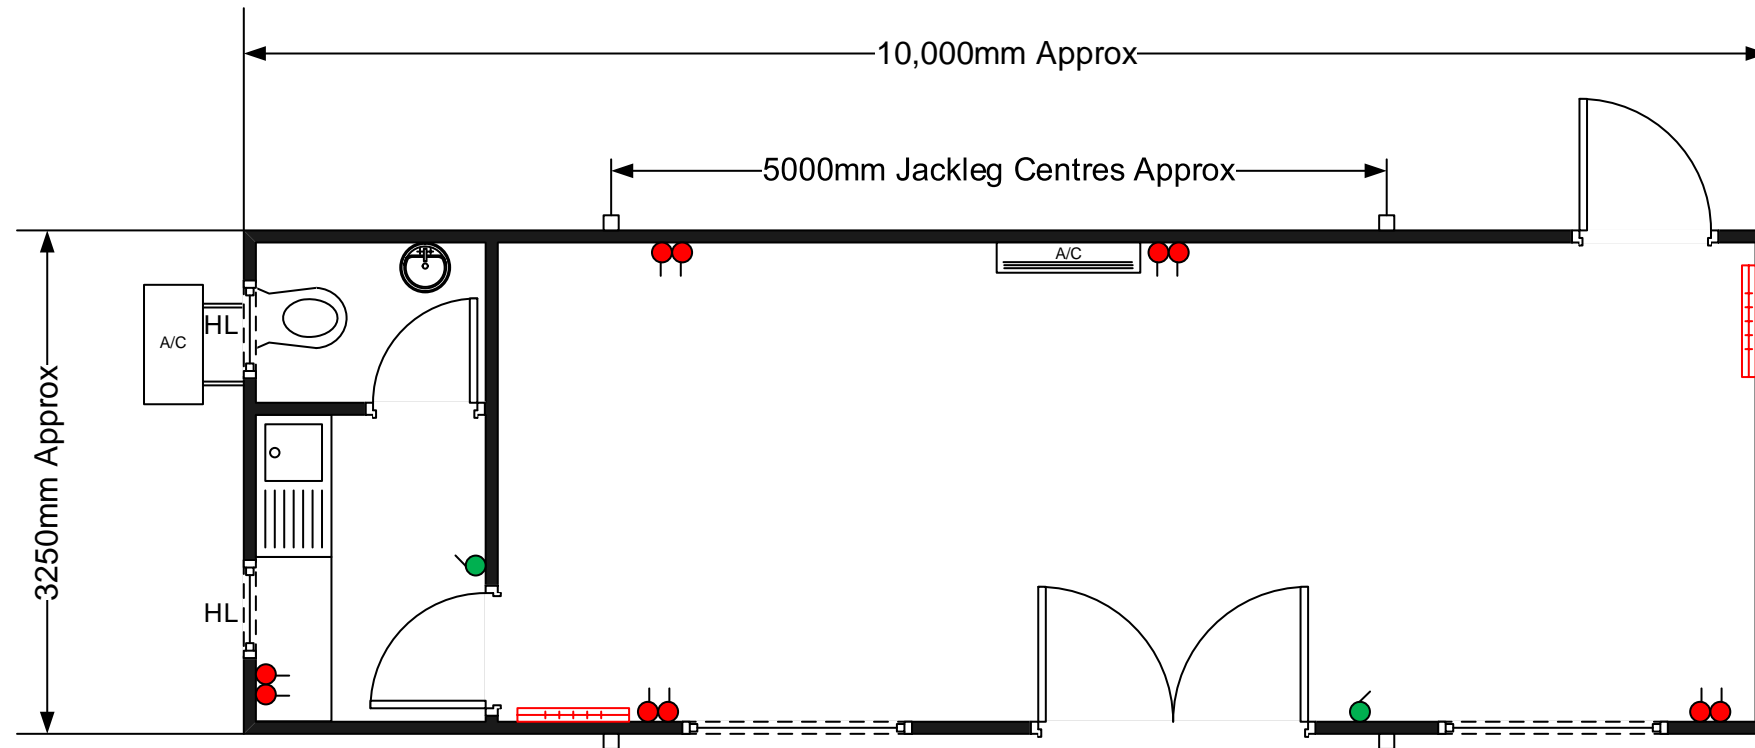 10,000mm Approx
5000mm Jackleg Centres Approx
A/C
HL
A/C
3250mm Approx
HL